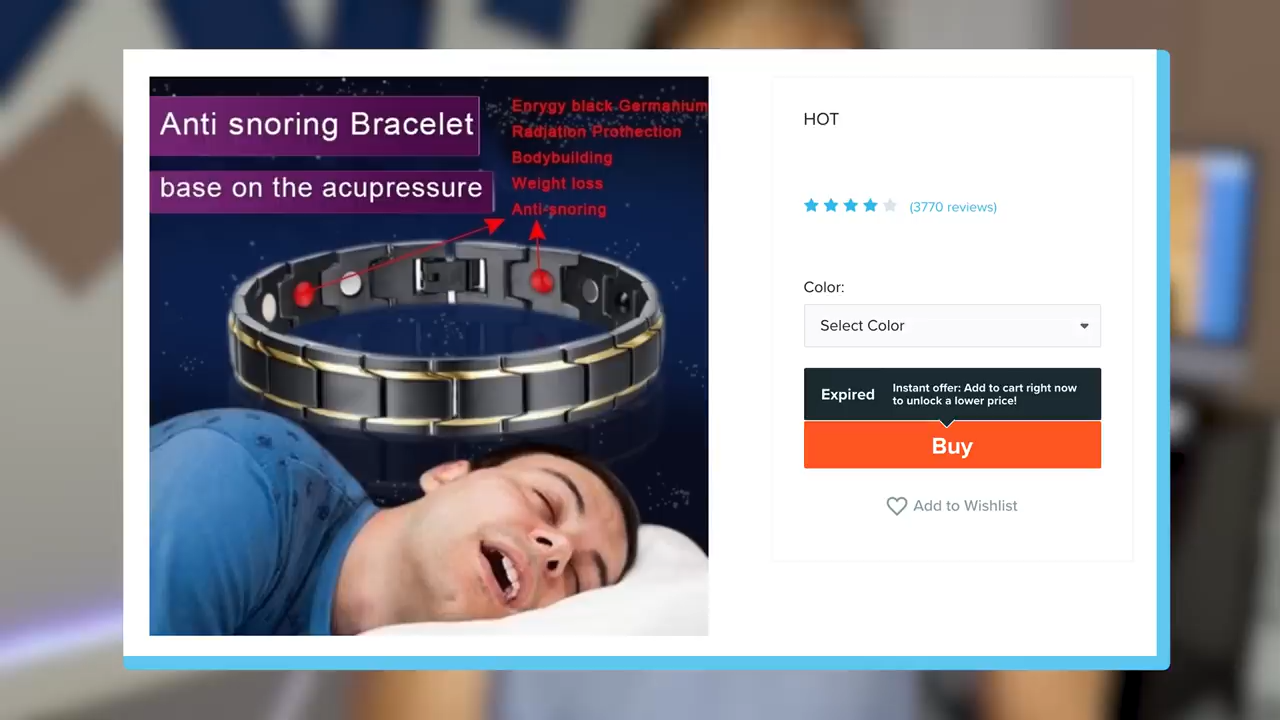 Anti snoring Bracelet
base on the acupressure
Enrygy black Germanium
Radiation Prothection
Bodybuilding
Weight loss
Anti-snoring
HOT
(3770 reviews)
Color:
Select Color
Expired
Instant offer: Add to cart right now
to unlock a lower price!
Buy
Add to Wishlist